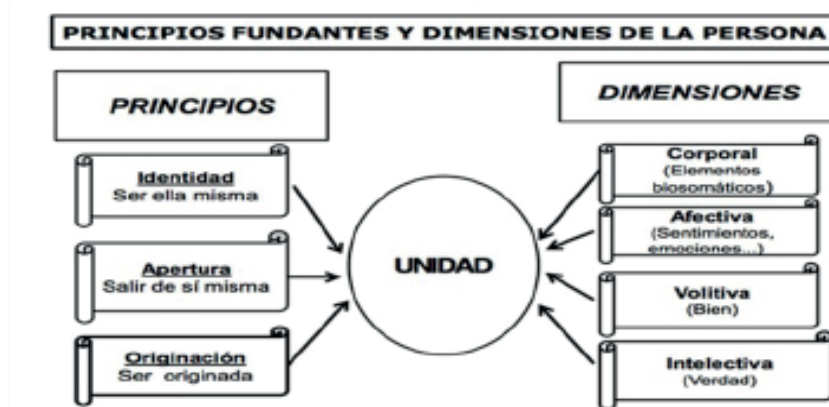 PRINCIPIOS FUNDANTES Y DIMENSIONES DE LA PERSONA
PRINCIPIOS
Identidad
Ser ella misma
Apertura
Salir de sí misma
Originación
Ser originada
UNIDAD
DIMENSIONES
Corporal
(Elementos
biosomáticos)
Afectiva
(Sentimientos,
emociones...)
Volitiva
(Bien)
Intelectiva
(Verdad)